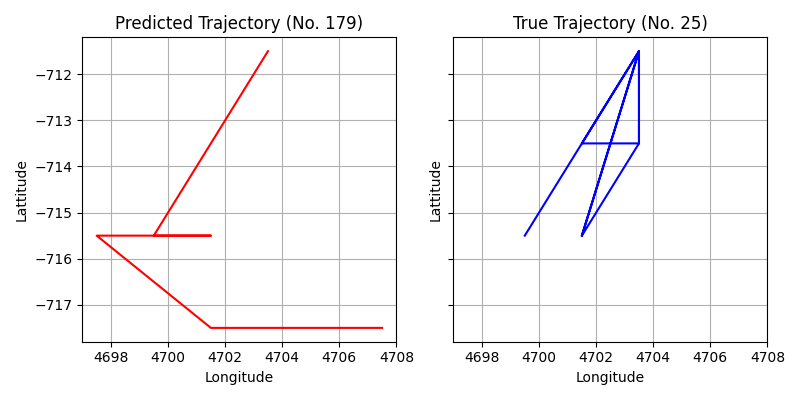 Predicted Trajectory (No. 179)
True Trajectory (No. 25)
−712
−713
−714
−715
−716
−717
Lattitude
Lattitude
4698 4700 4702 4704 4706 4708
4698 4700 4702 4704 4706 4708
Longitude
Longitude